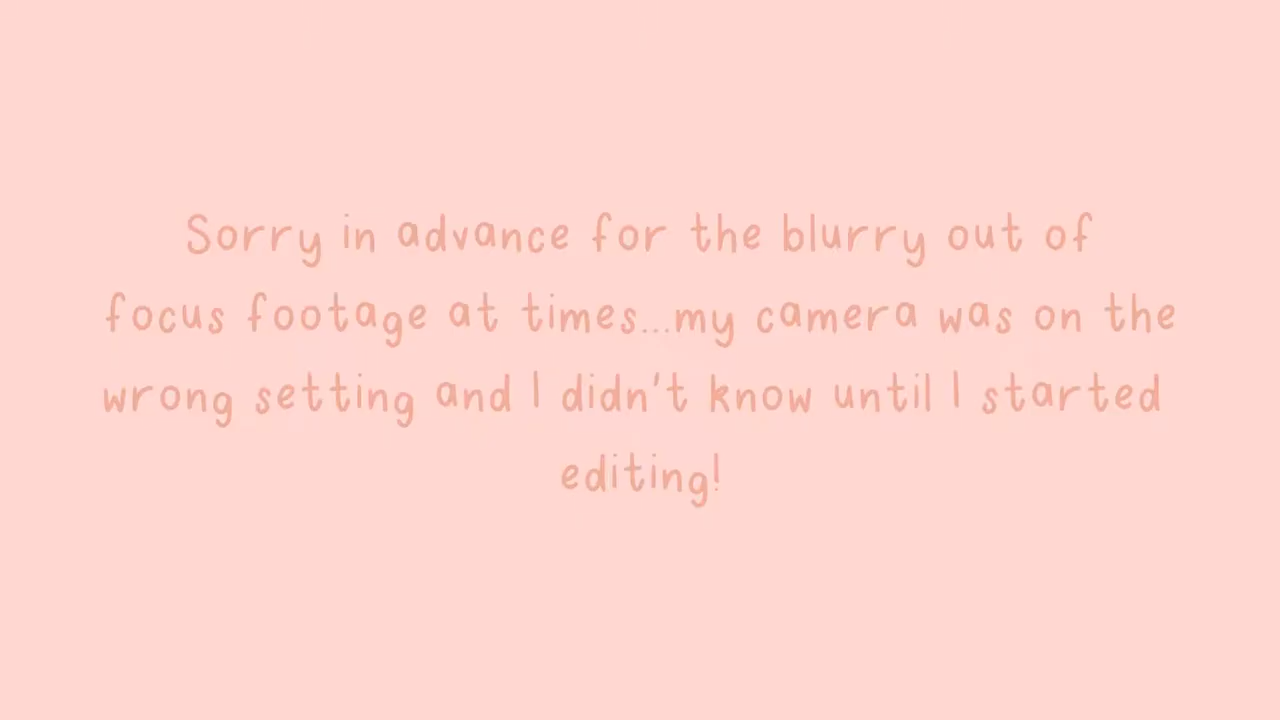 Sorry in advance for the blurry out of
focus footage at times...my camera was on the
wrong setting and I didn't know until I started
editing!